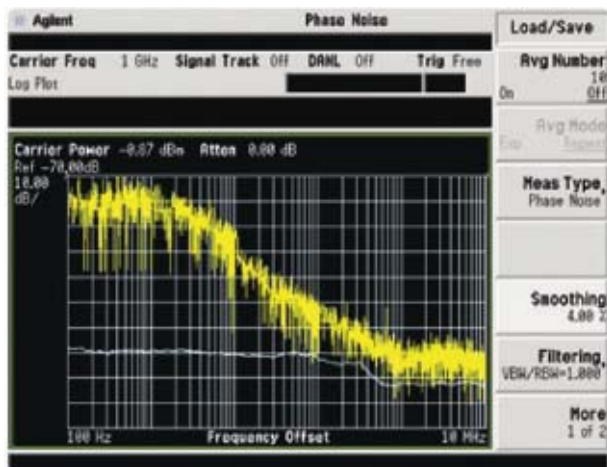 Agilent
Phase Noise
Load/Save
Carrier Freq 1 GHz Signal Track Off DANL Off Trig Free
Log Plot
Avg Number
10
On Off
Avg Mode
Exp Repeat
Carrier Power -0.87 dBm Atten 0.00 dB
Ref -70.00dB
10.00
dB/
Meas Type,
Phase Noise
Smoothing
4.00 %
Filtering,
VBW/RBW=1.000
More
1 of 2
100 Hz Frequency Offset 10 MHz